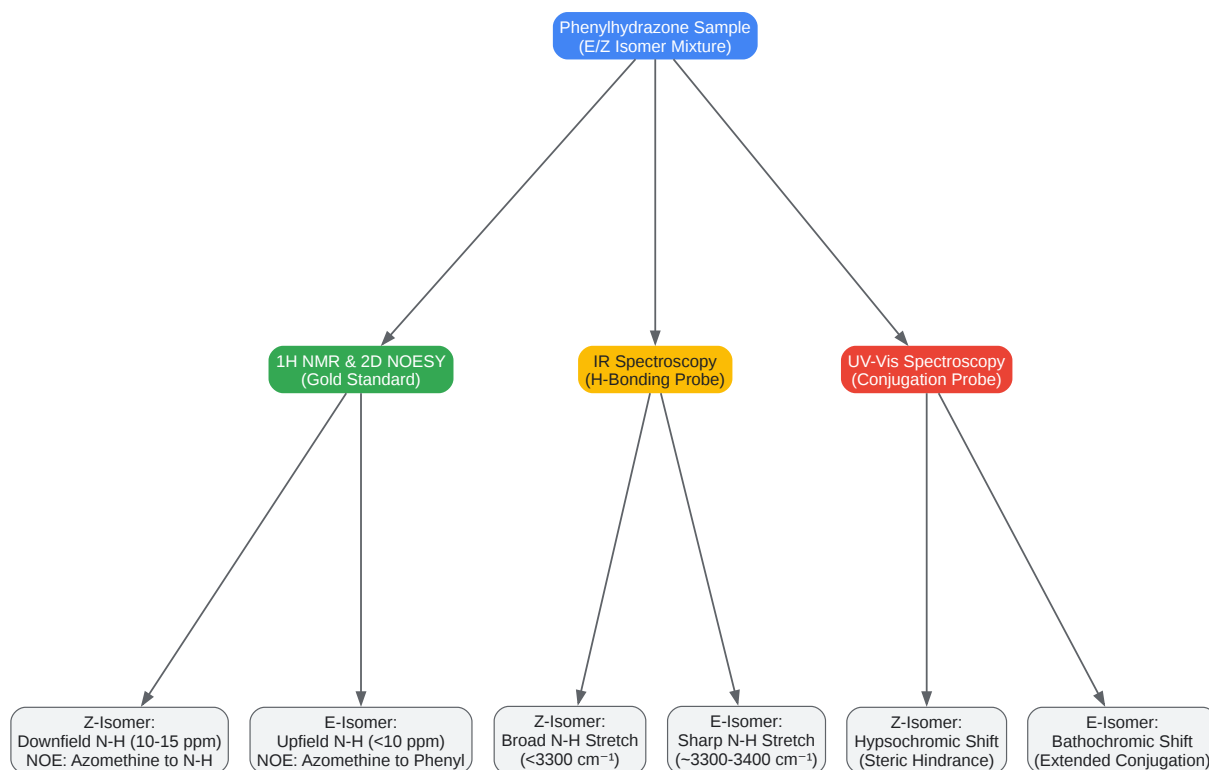 Phenylhydrazone Sample
(E/Z Isomer Mixture)
1H NMR & 2D NOESY
(Gold Standard)
IR Spectroscopy
(H-Bonding Probe)
UV-Vis Spectroscopy
(Conjugation Probe)
Z-Isomer:
Downfield N-H (10-15 ppm)
NOE: Azomethine to N-H
E-Isomer:
Upfield N-H (<10 ppm)
NOE: Azomethine to Phenyl
Z-Isomer:
Broad N-H Stretch
(<3300 cm⁻¹)
E-Isomer:
Sharp N-H Stretch
(~3300-3400 cm⁻¹)
Z-Isomer:
Hypsochromic Shift
(Steric Hindrance)
E-Isomer:
Bathochromic Shift
(Extended Conjugation)